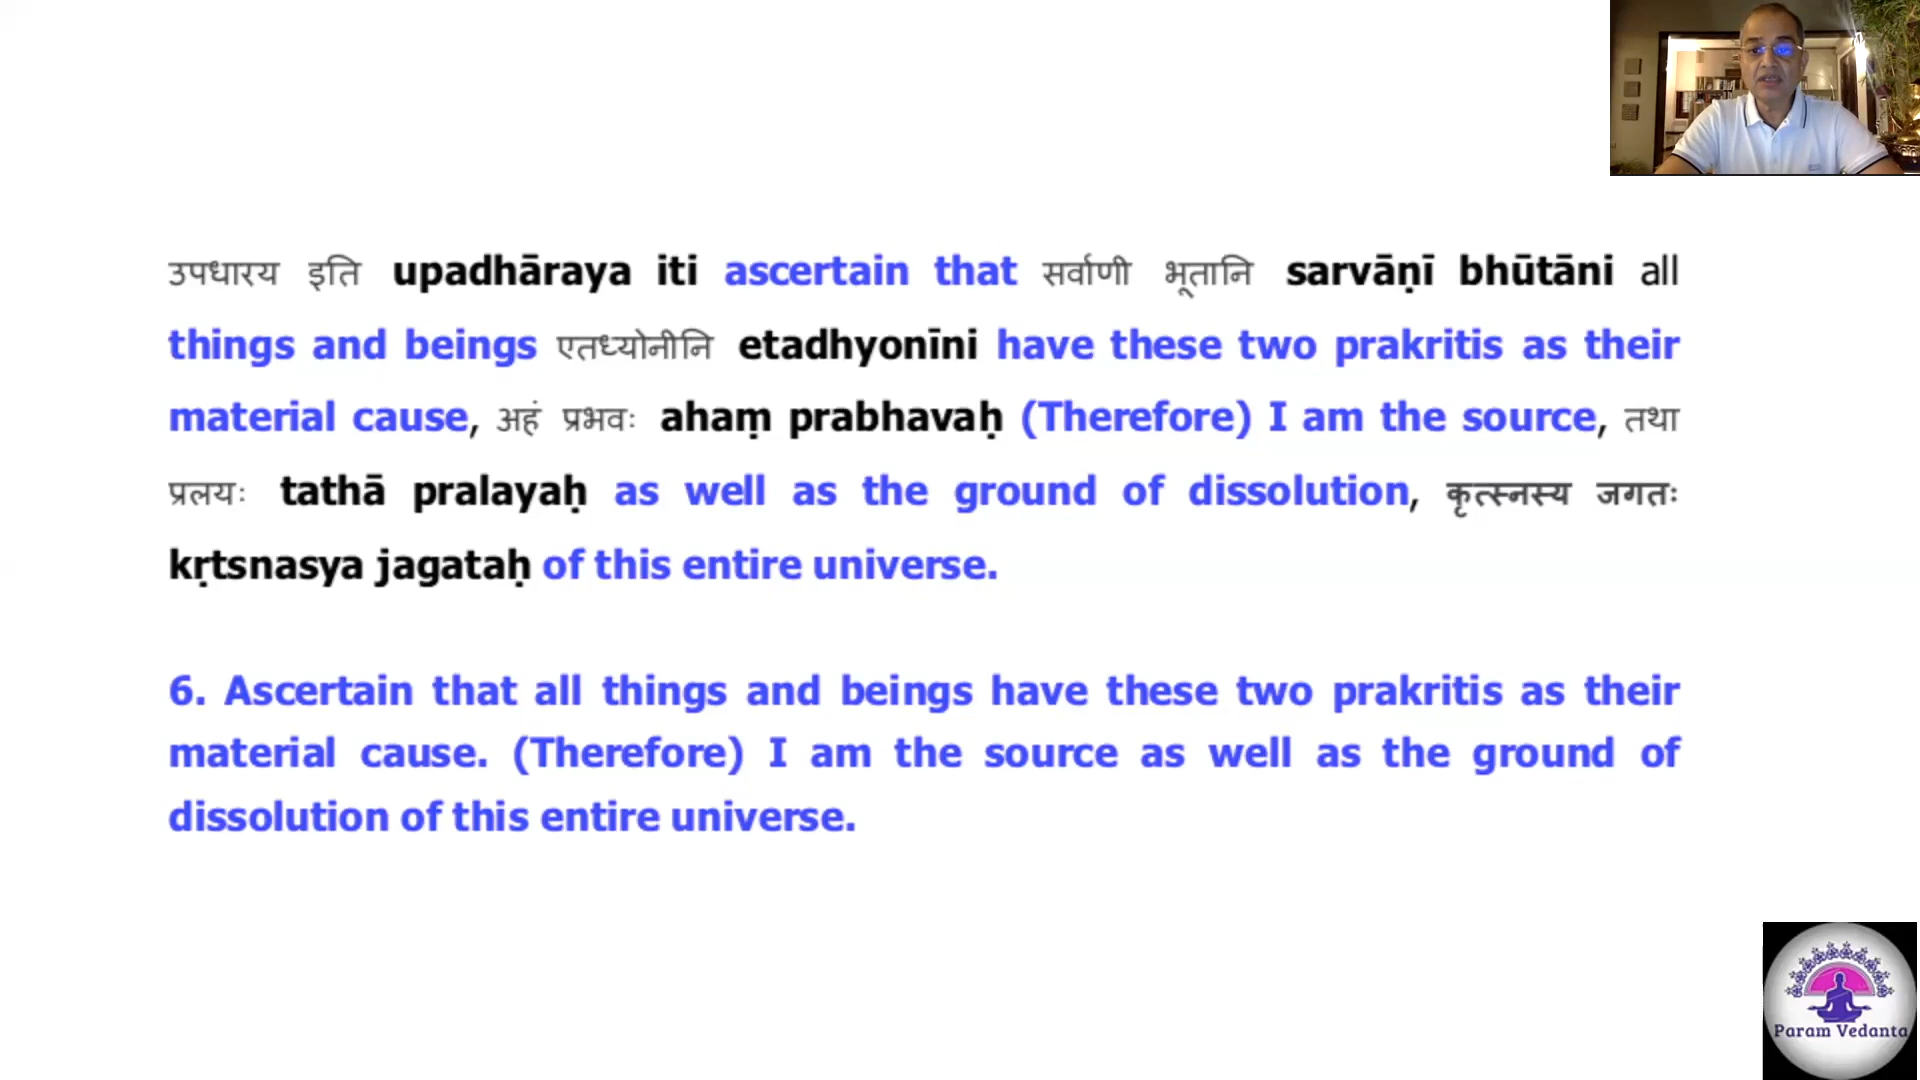 उपधारय इति upadhāraya iti ascertain that सर्वाणी भूतानि sarvāṇī bhūtāni all
things and beings एतध्योनीनि etadhyonīni have these two prakritis as their
material cause, अहं प्रभवः ahaṃ prabhavaḥ (Therefore) I am the source, तथा
प्रलयः tathā pralayaḥ as well as the ground of dissolution, कृत्स्नस्य जगतः
kṛtsnasya jagataḥ of this entire universe.
6. Ascertain that all things and beings have these two prakritis as their
material cause. (Therefore) I am the source as well as the ground of
dissolution of this entire universe.
Param Vedanta